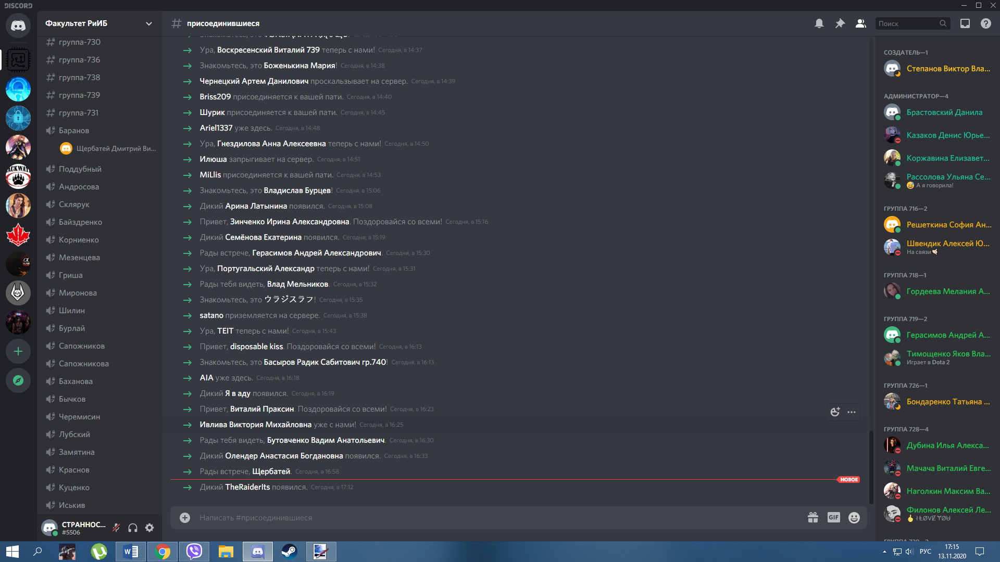 DISCORD
Факультет РиИБ
группа-730
группа-736
группа-738
группа-739
группа-731
Баранов
Щербатей Дмитрий Ви...
Поддубный
Андросова
Склярук
Байздренко
Корниенко
Мезенцева
Гриша
Миронова
Шилин
Бурлай
Сапожников
Сапожникова
Баханова
Бычков
Черемисин
Лубский
Замятина
Краснов
Куценко
Иськив
СТРАННОС...
#5506
присоединившиеся
Поиск
Ура, Воскресенский Виталий 739 теперь с нами! Сегодня, в 14:37
Знакомьтесь, это Боженькина Мария! Сегодня, в 14:38
Чернецкий Артем Данилович проскальзывает на сервер. Сегодня, в 14:39
Briss209 присоединяется к вашей пати. Сегодня, в 14:40
Шурик присоединяется к вашей пати. Сегодня, в 14:45
Ariel1337 уже здесь. Сегодня, в 14:48
Ура, Гнездилова Анна Алексеевна теперь с нами! Сегодня, в 14:50
Илюша запрыгивает на сервер. Сегодня, в 14:51
MiLlis присоединяется к вашей пати. Сегодня, в 14:53
Знакомьтесь, это Владислав Бурцев! Сегодня, в 15:06
Дикий Арина Латынина появился. Сегодня, в 15:08
Привет, Зинченко Ирина Александровна. Поздоровайся со всеми! Сегодня, в 15:16
Дикий Семёнова Екатерина появился. Сегодня, в 15:19
Рады встрече, Герасимов Андрей Александрович. Сегодня, в 15:30
Ура, Португальский Александр теперь с нами! Сегодня, в 15:31
Рады тебя видеть, Влад Мельников. Сегодня, в 15:32
Знакомьтесь, это ウラジスラフ! Сегодня, в 15:35
satano приземляется на сервере. Сегодня, в 15:38
Ура, TEIT теперь с нами! Сегодня, в 15:43
Привет, disposable kiss. Поздоровайся со всеми! Сегодня, в 16:13
Знакомьтесь, это Басыров Радик Сабитович гр.740! Сегодня, в 16:13
AIA уже здесь. Сегодня, в 16:18
Дикий Я в аду появился. Сегодня, в 16:19
Привет, Виталий Праксин. Поздоровайся со всеми! Сегодня, в 16:23
Ивлива Виктория Михайловна уже с нами! Сегодня, в 16:25
Рады тебя видеть, Бутовченко Вадим Анатольевич. Сегодня, в 16:30
Дикий Олендер Анастасия Богдановна появился. Сегодня, в 16:33
Рады встрече, Щербатей. Сегодня, в 16:58
НОВОЕ
Дикий TheRaiderIts появился. Сегодня, в 17:12
Написать #присоединившиеся
GIF
СОЗДАТЕЛЬ—1
Степанов Виктор Вла...
АДМИНИСТРАТОР—4
Брастовский Данила
Казаков Денис Юрье...
Коржавина Елизавет...
Рассолова Ульяна Се...
А я говорила!
ГРУППА 716—2
Решеткина София Ан...
Швендик Алексей Ю...
На связи
ГРУППА 718—1
Гордеева Мелания А...
ГРУППА 719—2
Герасимов Андрей А...
Тимощенко Яков Вла...
Играет в Dota 2
ГРУППА 726—1
Бондаренко Татьяна ...
ГРУППА 728—4
Дубина Илья Алекса...
Мачача Виталий Евге...
Наголкин Максим Ва...
Филонов Алексей Ле...
РУС
17:15
13.11.2020